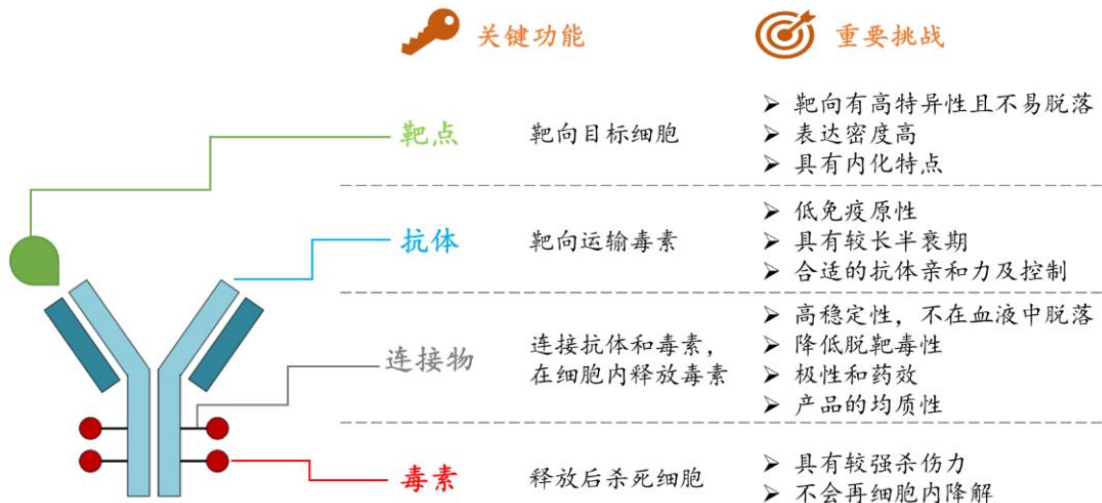 关键功能
重要挑战
靶点
靶向目标细胞
➢ 靶向有高特异性且不易脱落
➢ 表达密度高
➢ 具有内化特点
抗体
靶向运输毒素
➢ 低免疫原性
➢ 具有较长半衰期
➢ 合适的抗体亲和力及控制
连接物
连接抗体和毒素，
在细胞内释放毒素
➢ 高稳定性，不在血液中脱落
➢ 降低脱靶毒性
➢ 极性和药效
➢ 产品的均质性
毒素
释放后杀死细胞
➢ 具有较强杀伤力
➢ 不会再细胞内降解